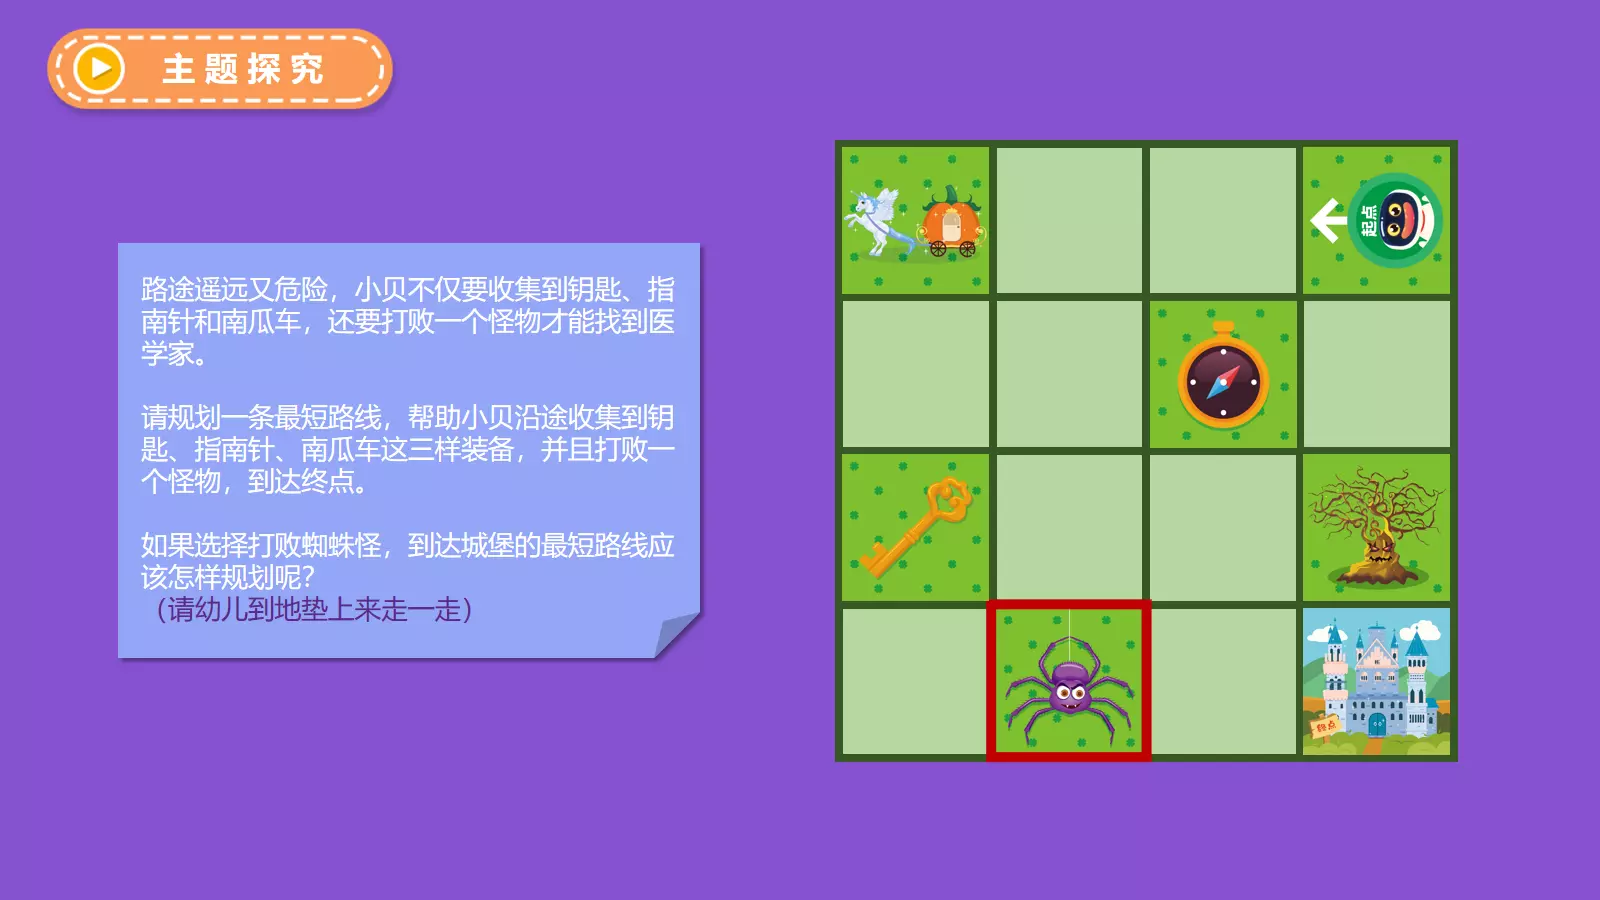 主题探究
路途遥远又危险，小贝不仅要收集到钥匙、指
南针和南瓜车，还要打败一个怪物才能找到医
学家。
请规划一条最短路线，帮助小贝沿途收集到钥
匙、指南针、南瓜车这三样装备，并且打败一
个怪物，到达终点。
如果选择打败蜘蛛怪，到达城堡的最短路线应
该怎样规划呢？
（请幼儿到地垫上来走一走）
起点
终点